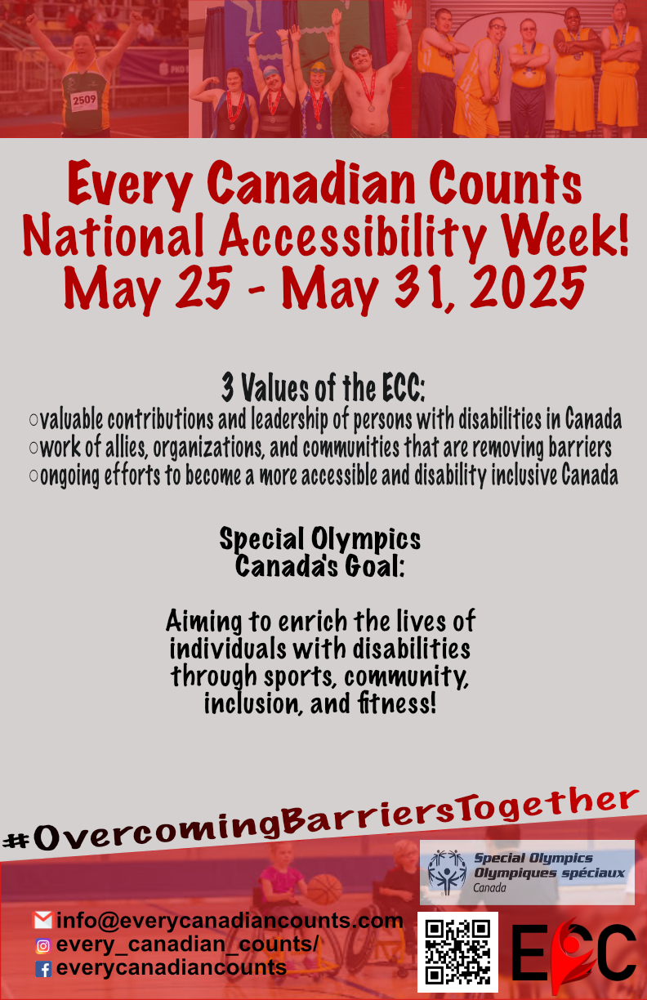 2509
Every Canadian Counts
National Accessibility Week!
May 25 - May 31, 2025
3 Values of the ECC:
○valuable contributions and leadership of persons with disabilities in Canada
○work of allies, organizations, and communities that are removing barriers
○ongoing efforts to become a more accessible and disability inclusive Canada
Special Olympics
Canada's Goal:
Aiming to enrich the lives of
individuals with disabilities
through sports, community,
inclusion, and fitness!
#OvercomingBarriersTogether
Special Olympics
Olympiques spéciaux
Canada
info@everycanadiancounts.com
every_canadian_counts/
everycanadiancounts
ECC